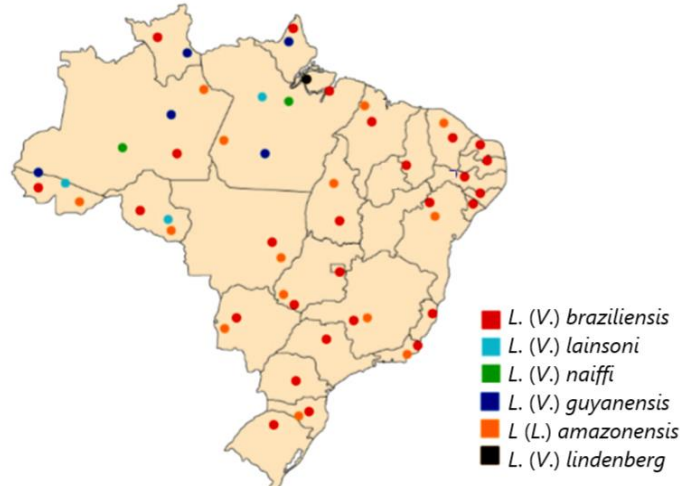 L. (V.) braziliensis
L. (V.) lainsoni
L. (V.) naiffi
L. (V.) guyanensis
L (L.) amazonensis
L. (V.) lindenberg